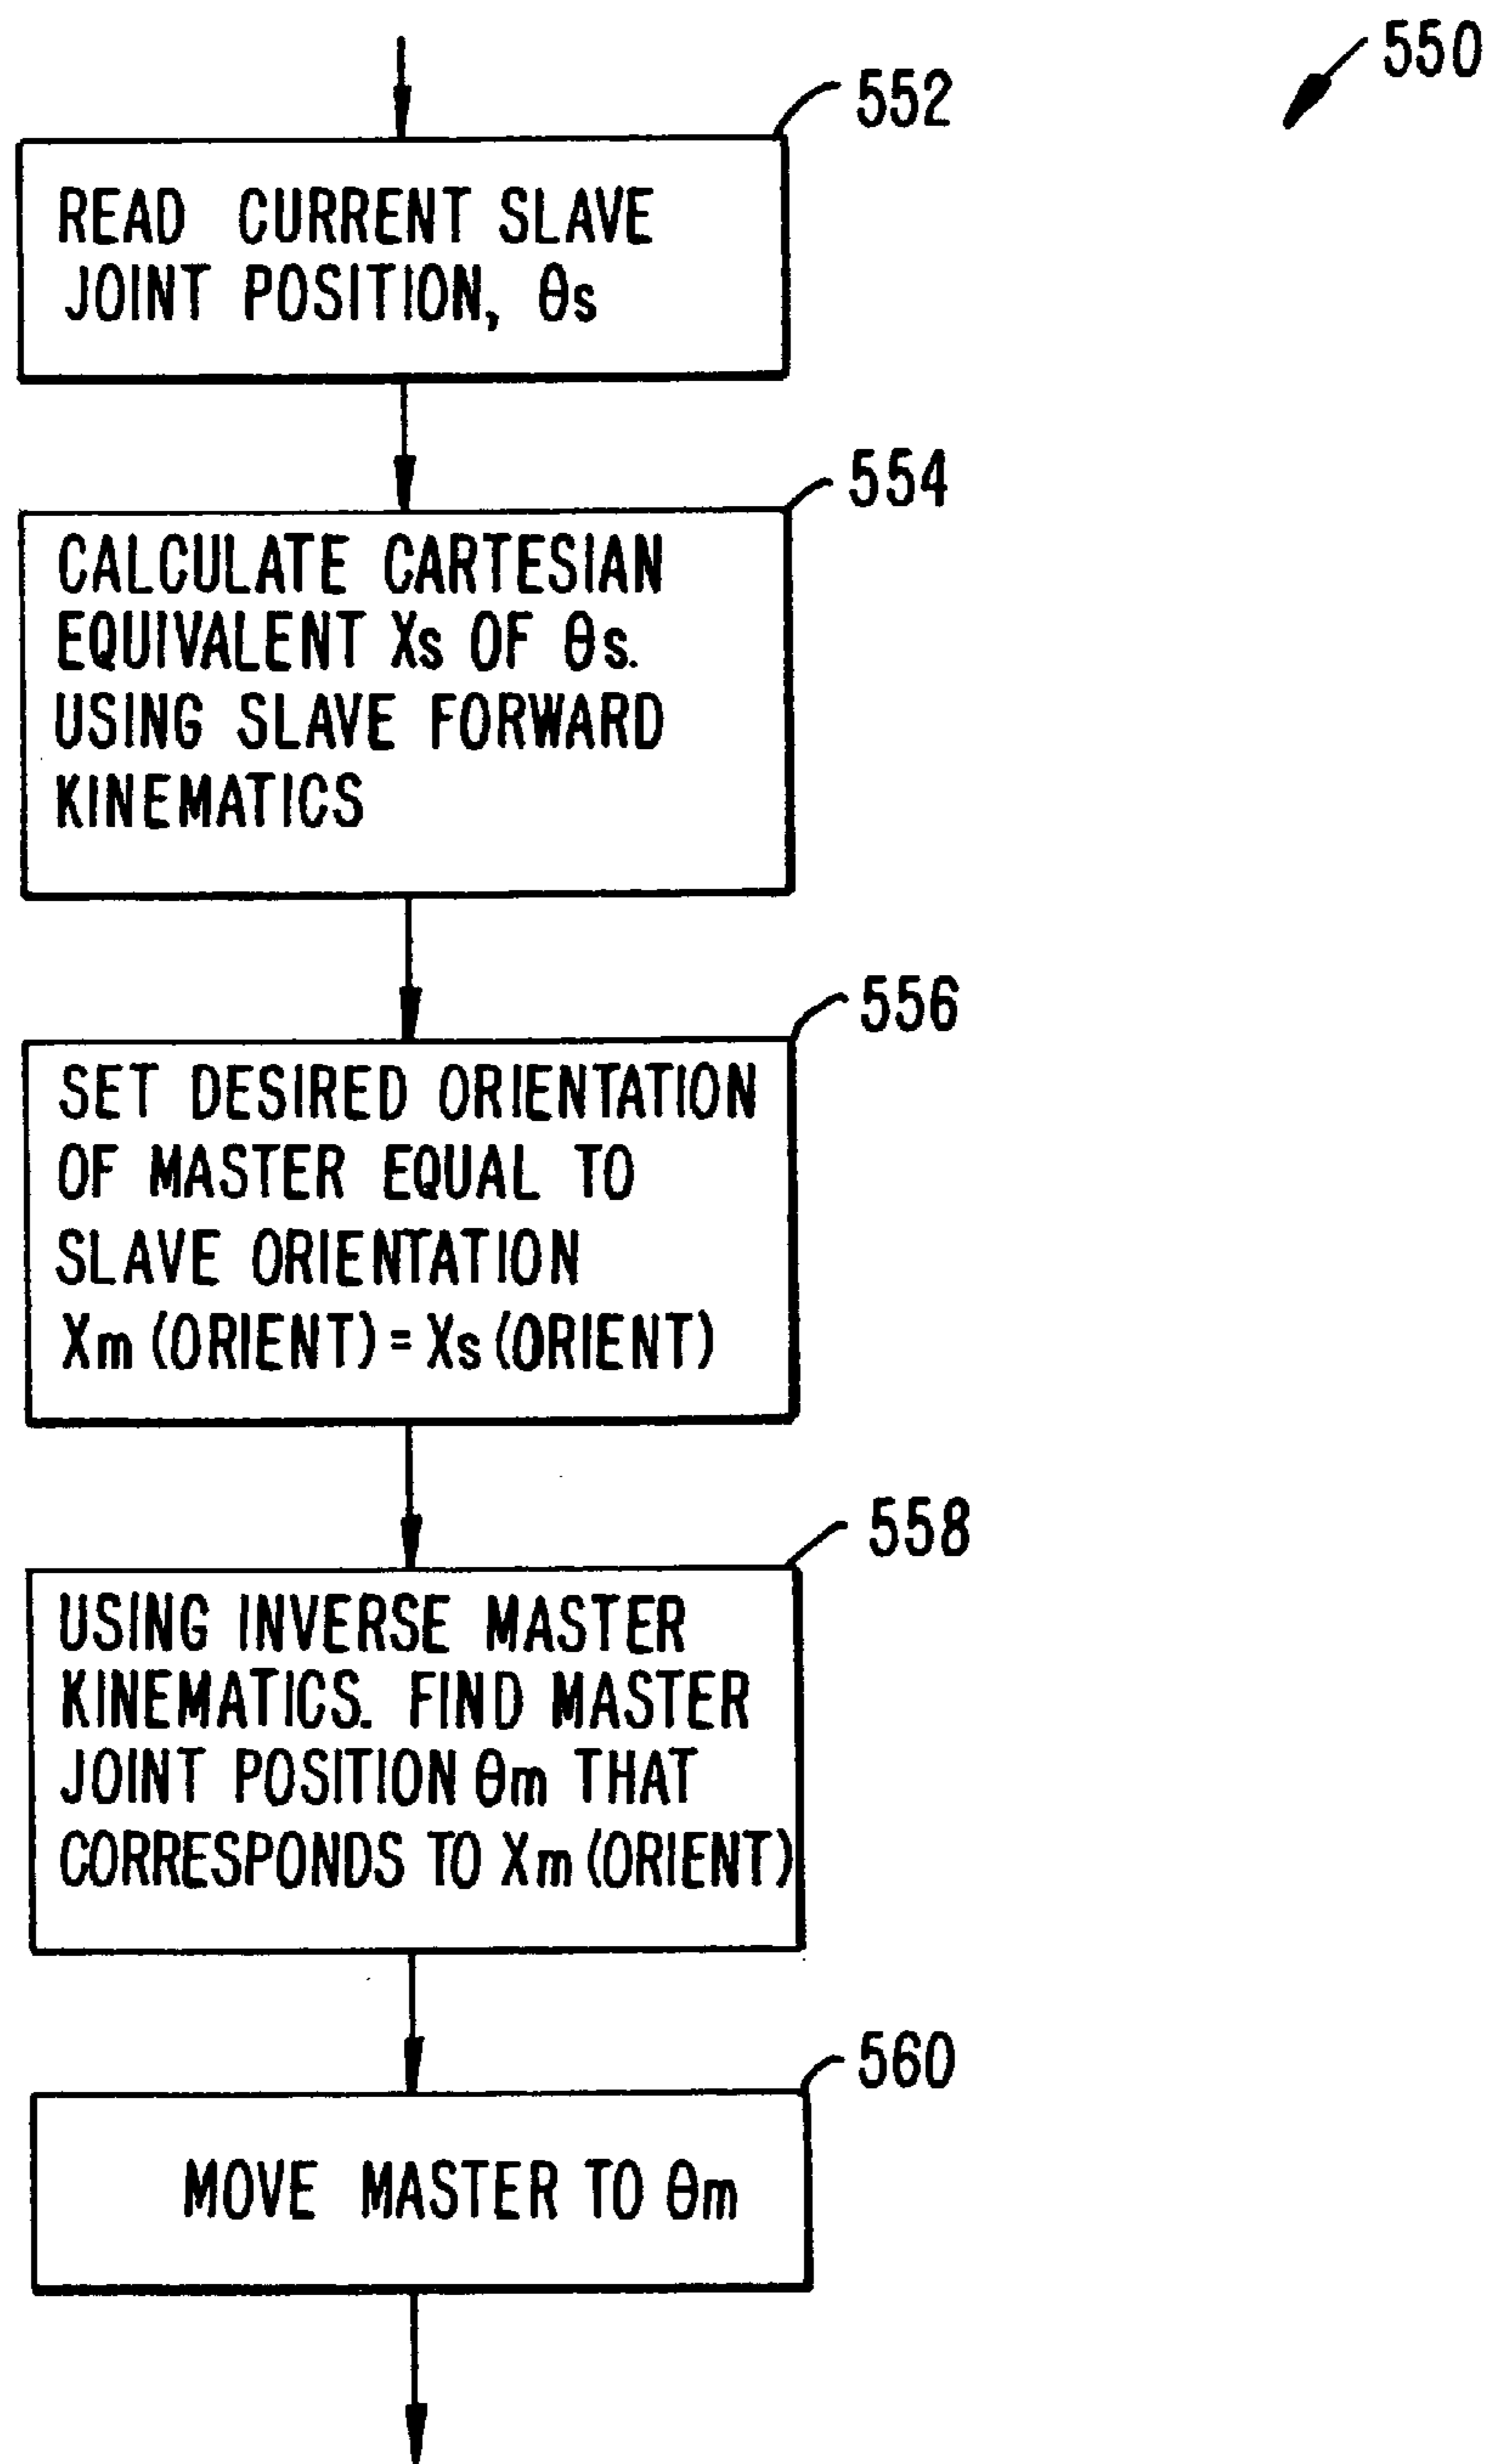 550
552
READ CURRENT SLAVE
JOINT POSITION, θs
554
CALCULATE CARTESIAN
EQUIVALENT Xs OF θs.
USING SLAVE FORWARD
KINEMATICS
556
SET DESIRED ORIENTATION
OF MASTER EQUAL TO
SLAVE ORIENTATION
Xm (ORIENT) = Xs (ORIENT)
558
USING INVERSE MASTER
KINEMATICS. FIND MASTER
JOINT POSITION θm THAT
CORRESPONDS TO Xm (ORIENT)
560
MOVE MASTER TO θm